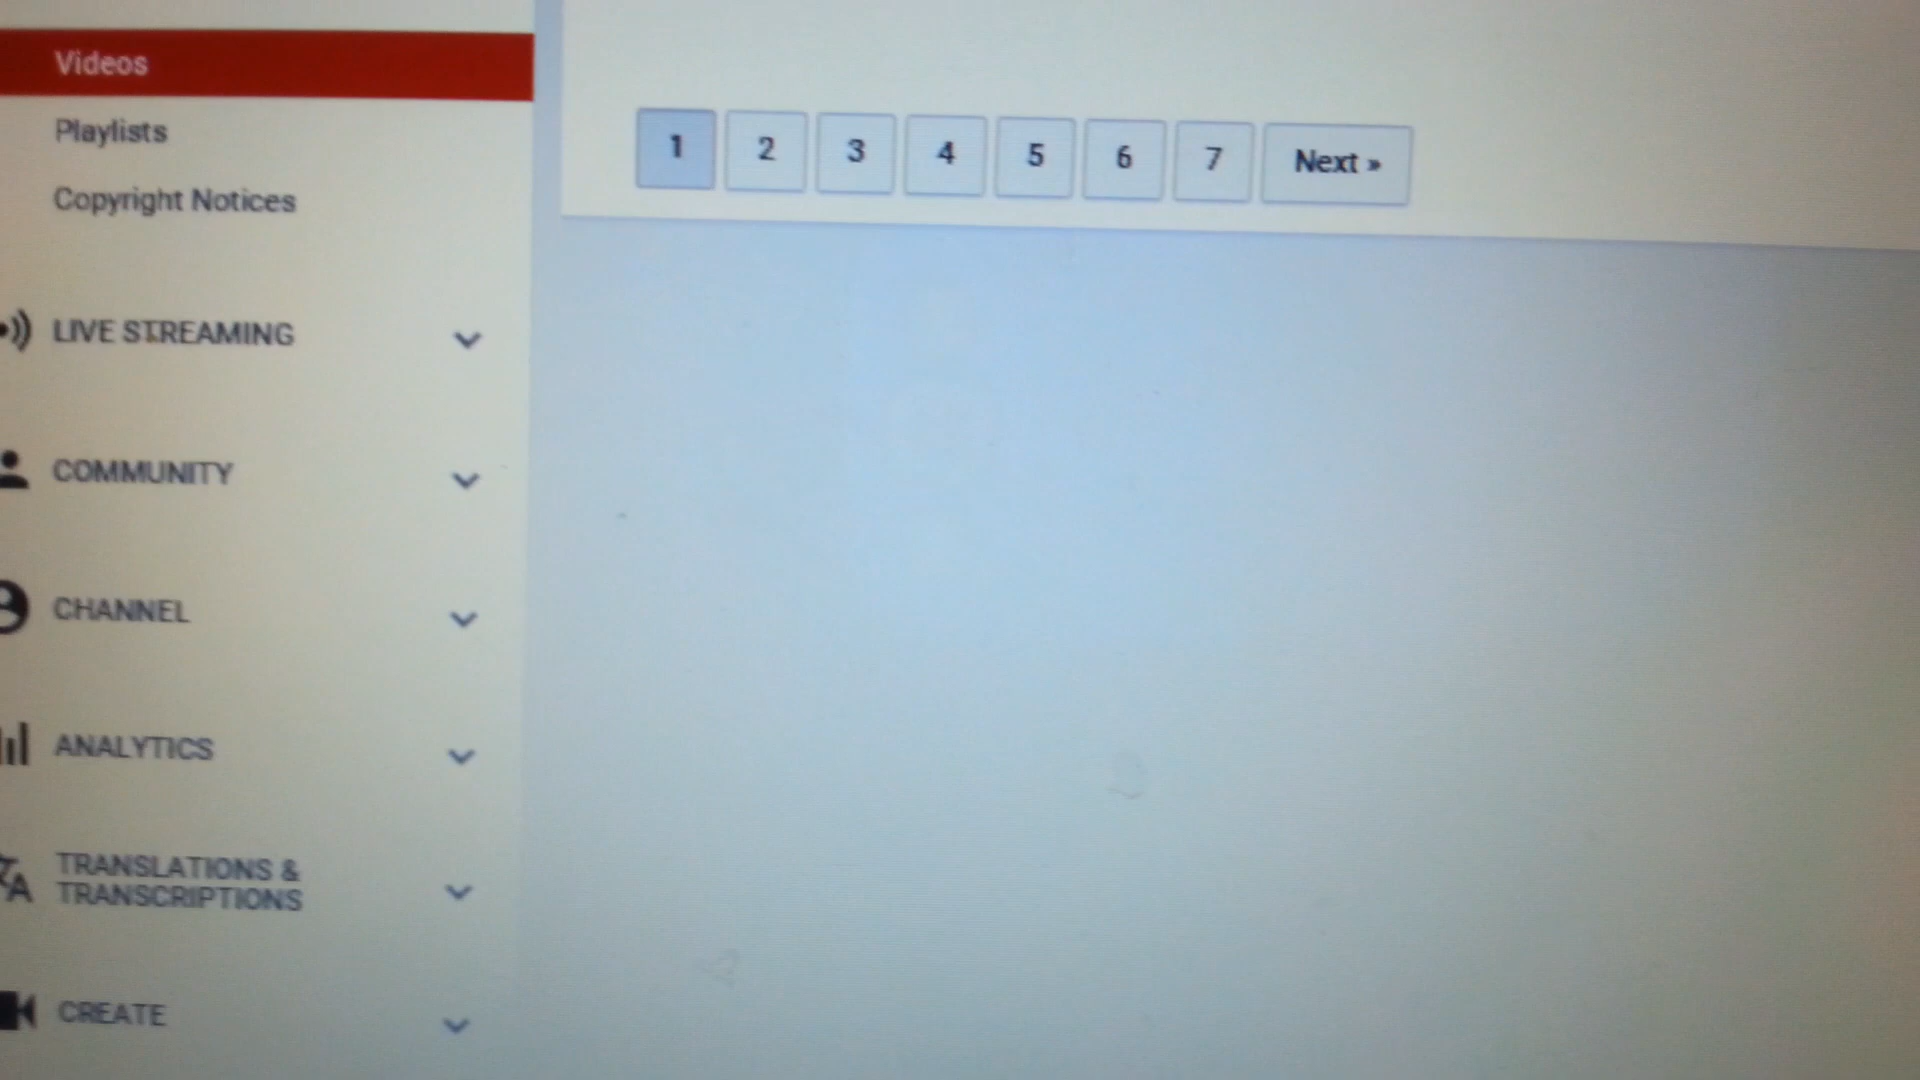 Videos
Playlists
Copyright Notices
LIVE STREAMING
COMMUNITY
CHANNEL
ANALYTICS
TRANSLATIONS &
TRANSCRIPTIONS
CREATE
1 2 3 4 5 6 7 Next »